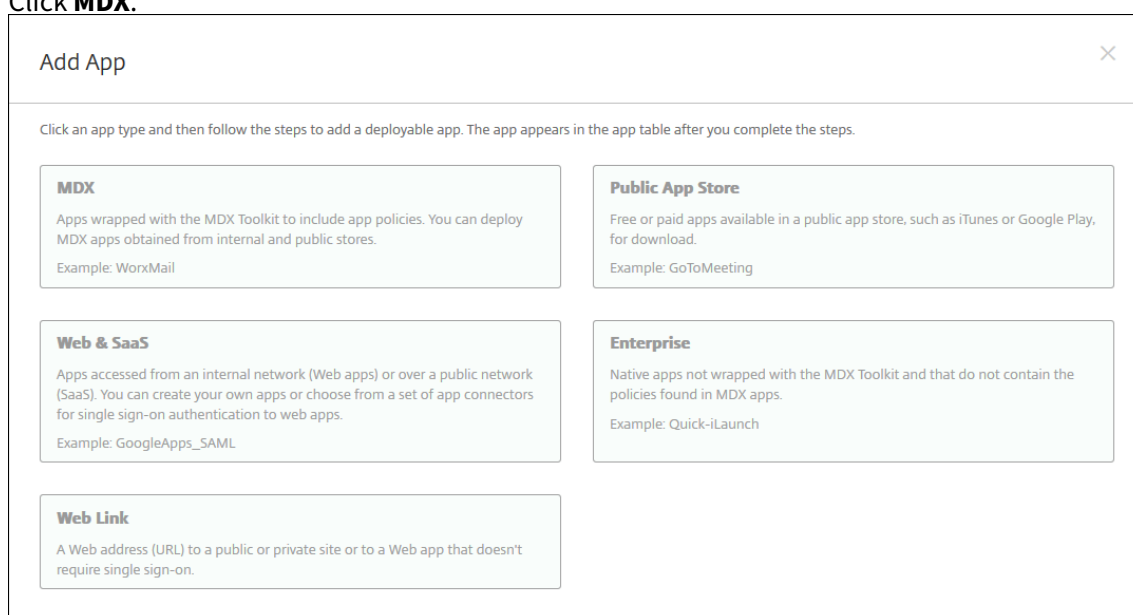 Click MDX.
Add App
Click an app type and then follow the steps to add a deployable app. The app appears in the app table after you complete the steps.
MDX
Apps wrapped with the MDX Toolkit to include app policies. You can deploy
MDX apps obtained from internal and public stores.
Example: WorxMail
Public App Store
Free or paid apps available in a public app store, such as iTunes or Google Play,
for download.
Example: GoToMeeting
Web & SaaS
Apps accessed from an internal network (Web apps) or over a public network
(SaaS). You can create your own apps or choose from a set of app connectors
for single sign-on authentication to web apps.
Example: GoogleApps_SAML
Enterprise
Native apps not wrapped with the MDX Toolkit and that do not contain the
policies found in MDX apps.
Example: Quick-iLaunch
Web Link
A Web address (URL) to a public or private site or to a Web app that doesn't
require single sign-on.